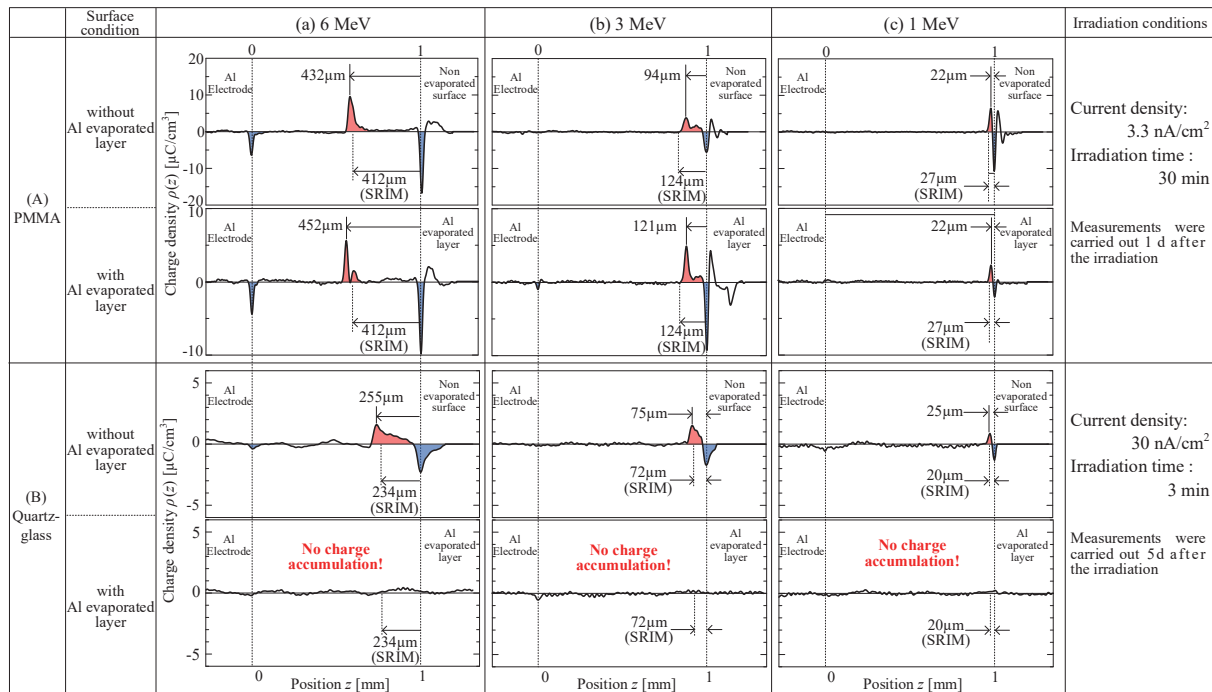 Surface
condition
(a) 6 MeV
(b) 3 MeV
(c) 1 MeV
Irradiation conditions
(A)
PMMA
without
Al evaporated
layer
Charge density ρ(z) [µC/cm³]
0
1
20
10
0
-10
-20
Al
Electrode
432µm
Non
evaporated
surface
412µm
(SRIM)
0
1
Al
Electrode
94µm
Non
evaporated
surface
124µm
(SRIM)
0
1
Al
Electrode
22µm
Non
evaporated
surface
27µm
(SRIM)
Current density:
3.3 nA/cm²
Irradiation time :
30 min
with
Al evaporated
layer
10
0
-10
Al
Electrode
452µm
Al
evaporated
layer
412µm
(SRIM)
Al
Electrode
121µm
Al
evaporated
layer
124µm
(SRIM)
Al
Electrode
22µm
Al
evaporated
layer
27µm
(SRIM)
Measurements were
carried out 1 d after
the irradiation
(B)
Quartz-
glass
without
Al evaporated
layer
Charge density ρ(z) [µC/cm³]
5
0
-5
Al
Electrode
255µm
Non
evaporated
surface
234µm
(SRIM)
Al
Electrode
75µm
Non
evaporated
surface
72µm
(SRIM)
Al
Electrode
25µm
Non
evaporated
surface
20µm
(SRIM)
Current density:
30 nA/cm²
Irradiation time :
3 min
with
Al evaporated
layer
5
0
-5
Al
Electrode
No charge
accumulation!
Al
evaporated
layer
234µm
(SRIM)
Al
Electrode
No charge
accumulation!
Al
evaporated
layer
72µm
(SRIM)
Al
Electrode
No charge
accumulation!
Al
evaporated
layer
20µm
(SRIM)
Measurements were
carried out 5d after
the irradiation
0
Position z [mm]
1
0
Position z [mm]
1
0
Position z [mm]
1